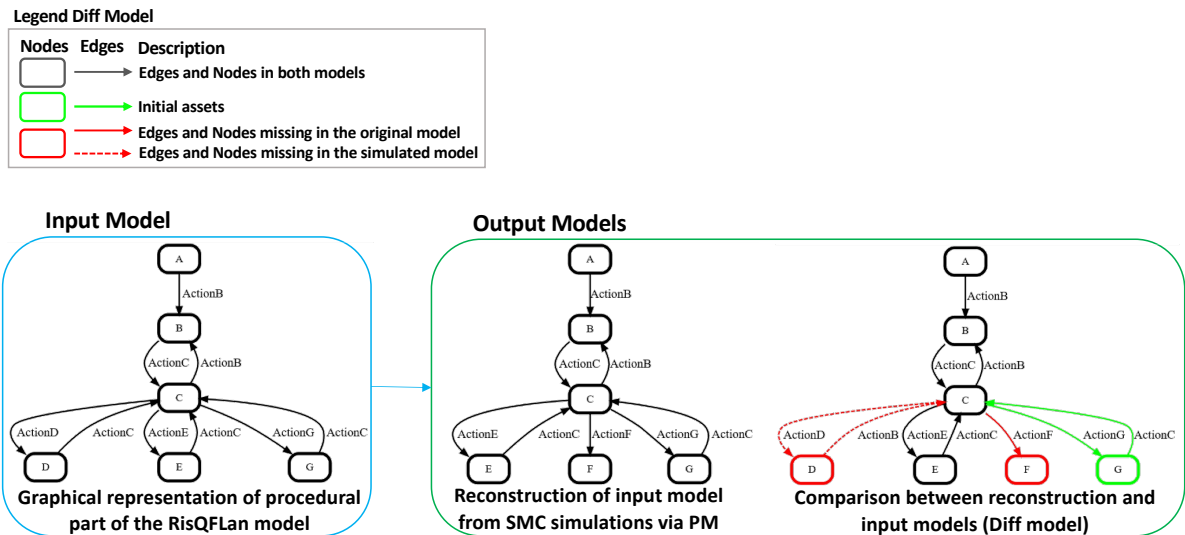 Legend Diff Model
Nodes Edges Description
Edges and Nodes in both models
Initial assets
Edges and Nodes missing in the original model
Edges and Nodes missing in the simulated model
Input Model
A
ActionB
B
ActionC ActionB
C
ActionD ActionC ActionE ActionC ActionG ActionC
D E G
Graphical representation of procedural
part of the RisQFLan model
Output Models
A
ActionB
B
ActionC ActionB
C
ActionE ActionC ActionF ActionG ActionC
E F G
Reconstruction of input model
from SMC simulations via PM
A
ActionB
B
ActionC ActionB
C
ActionD ActionB ActionE ActionC ActionF ActionG ActionC
D E F G
Comparison between reconstruction and
input models (Diff model)